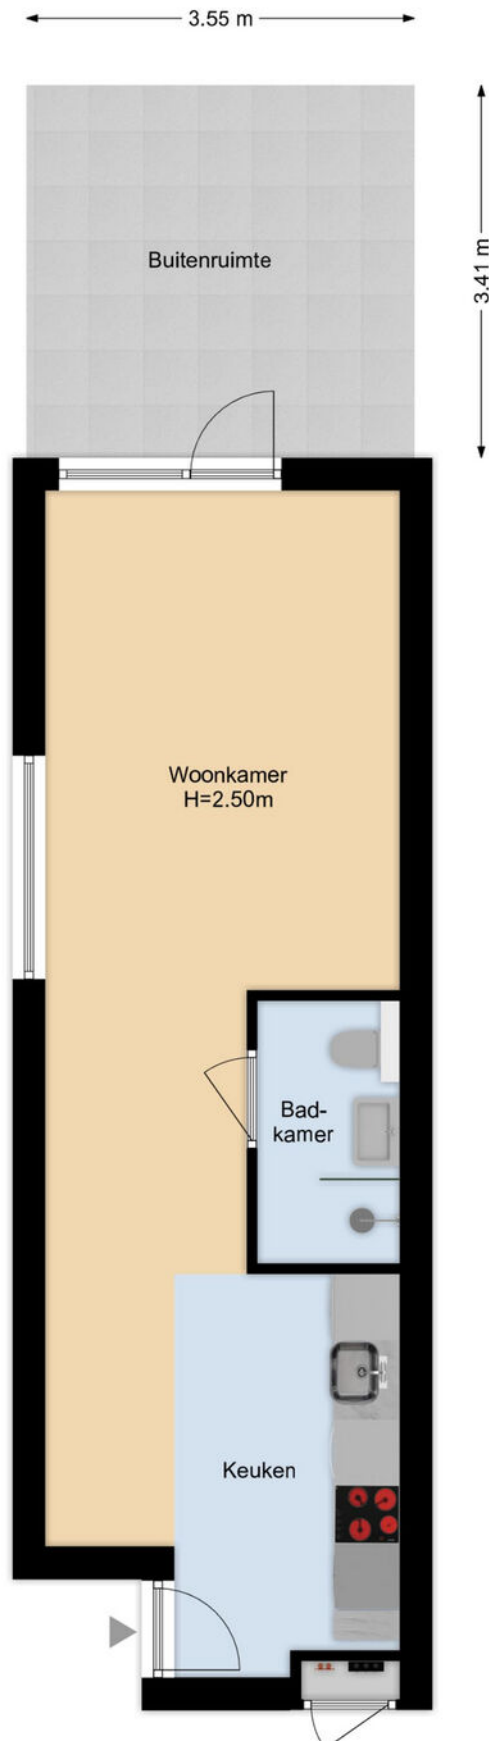 3.55 m
3.41 m
Buitenruimte
Woonkamer
H=2.50m
Bad-
kamer
Keuken